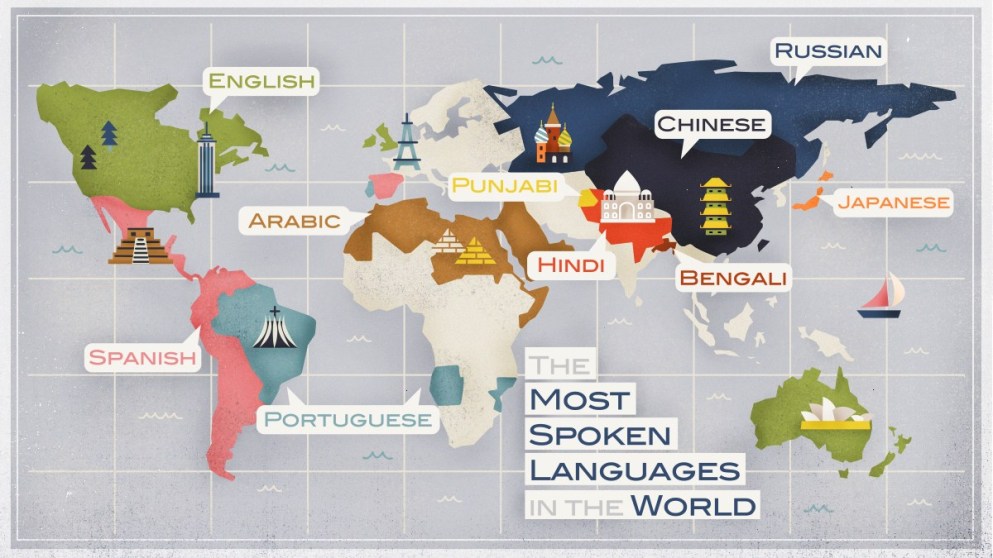 RUSSIAN
ENGLISH
CHINESE
PUNJABI
JAPANESE
ARABIC
HINDI
BENGALI
SPANISH
PORTUGUESE
THE
MOST
SPOKEN
LANGUAGES
IN THE WORLD